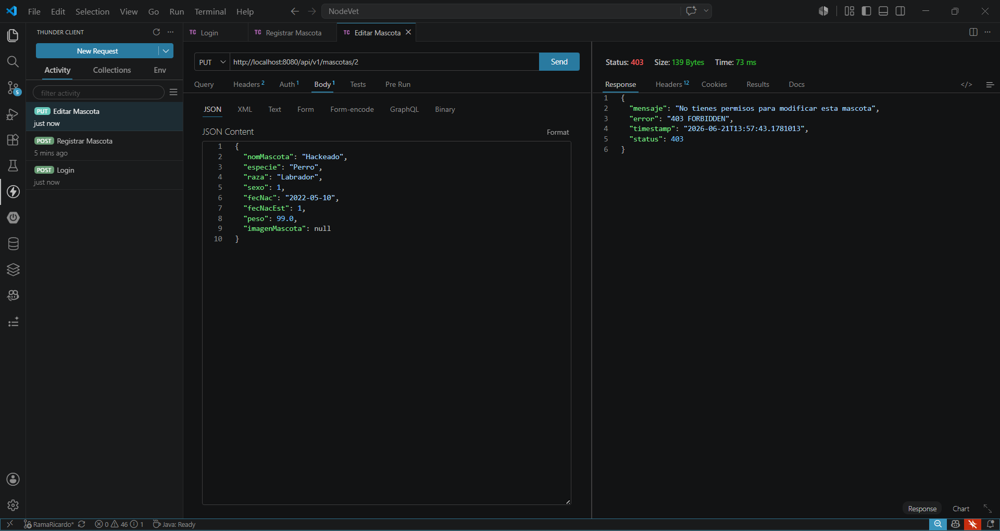 File Edit Selection View Go Run Terminal Help
NodeVet
THUNDER CLIENT
New Request
Activity Collections Env
filter activity
PUT Editar Mascota
just now
POST Registrar Mascota
5 mins ago
POST Login
just now
5
TC Login
TC Registrar Mascota
TC Editar Mascota
PUT http://localhost:8080/api/v1/mascotas/2 Send
Query Headers 2 Auth 1 Body 1 Tests Pre Run
JSON XML Text Form Form-encode GraphQL Binary
JSON Content Format
1 {
2 "nomMascota": "Hackeado",
3 "especie": "Perro",
4 "raza": "Labrador",
5 "sexo": 1,
6 "fecNac": "2022-05-10",
7 "fecNacEst": 1,
8 "peso": 99.0,
9 "imagenMascota": null
10 }
Status: 403 Size: 139 Bytes Time: 73 ms
Response Headers 12 Cookies Results Docs </>
1 {
2 "mensaje": "No tienes permisos para modificar esta mascota",
3 "error": "403 FORBIDDEN",
4 "timestamp": "2026-06-21T13:57:43.1781013",
5 "status": 403
6 }
Response Chart
RamaRicardo* 0 46 1 Java: Ready